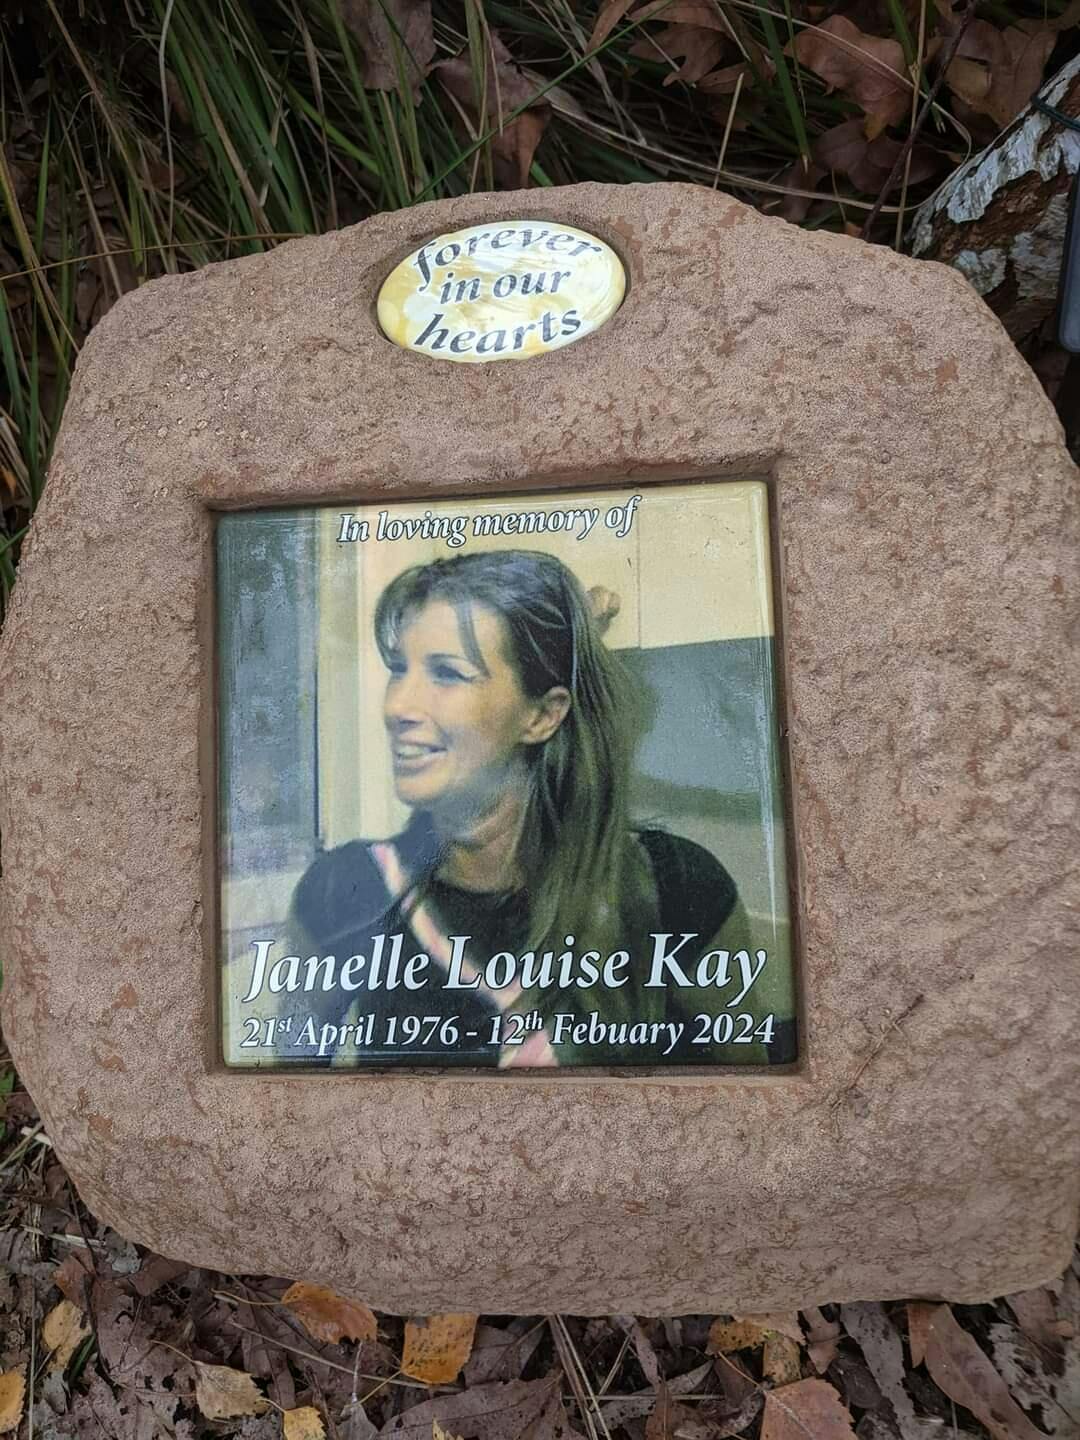 forever
in our
hearts
In loving memory of
Janelle Louise Kay
21st April 1976 - 12th Febuary 2024